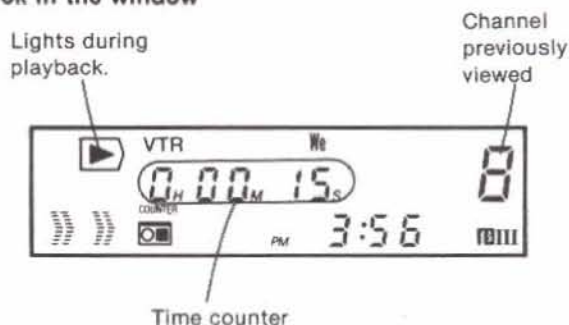 in the window
Lights during
playback.
Channel
previously
viewed
VTR We
8
0H 00M 15S
COUNTER
PM 3:56
Time counter